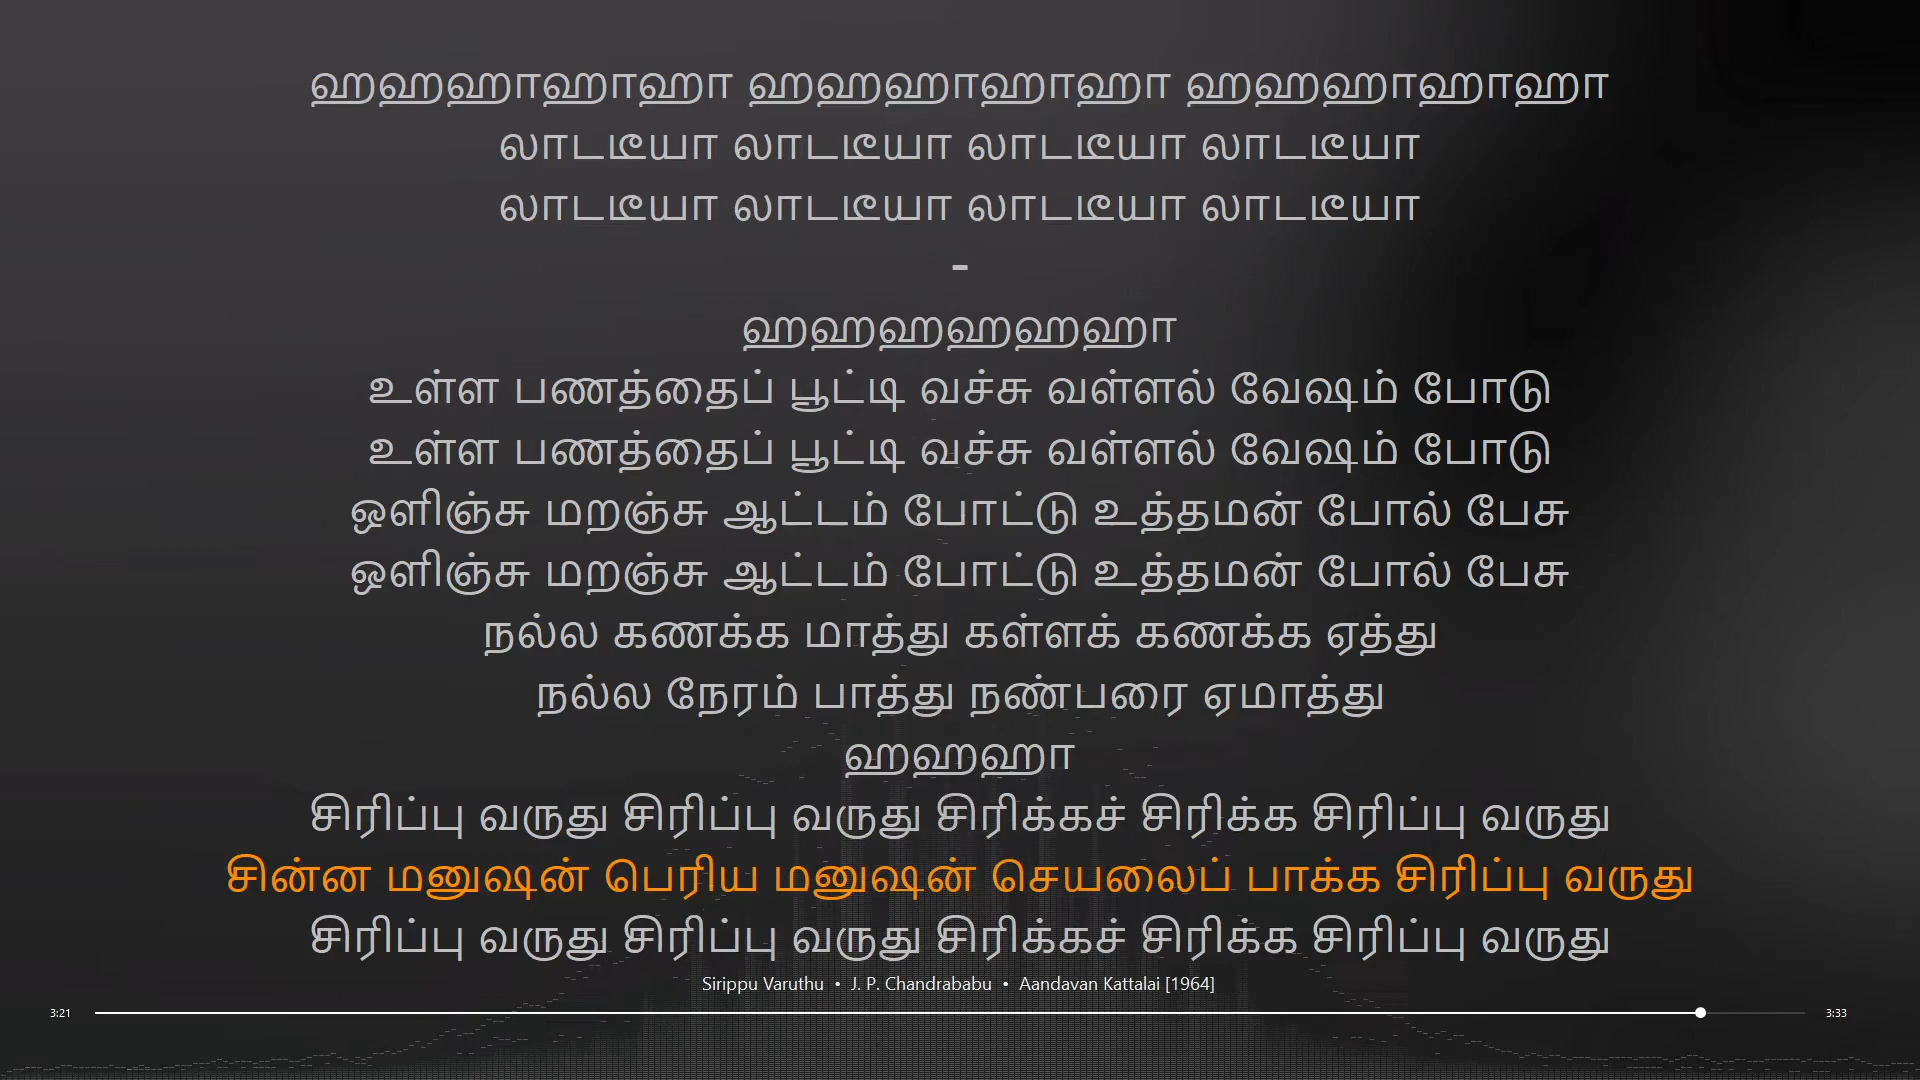 ஹஹஹாஹாஹா ஹஹஹாஹாஹா ஹஹஹாஹாஹா
லாடடீயா லாடடீயா லாடடீயா லாடடீயா
லாடடீயா லாடடீயா லாடடீயா லாடடீயா
-
ஹஹஹஹஹஹா
உள்ள பணத்தைப் பூட்டி வச்சு வள்ளல் வேஷம் போடு
உள்ள பணத்தைப் பூட்டி வச்சு வள்ளல் வேஷம் போடு
ஒளிஞ்சு மறஞ்சு ஆட்டம் போட்டு உத்தமன் போல் பேசு
ஒளிஞ்சு மறஞ்சு ஆட்டம் போட்டு உத்தமன் போல் பேசு
நல்ல கணக்க மாத்து கள்ளக் கணக்க ஏத்து
நல்ல நேரம் பாத்து நண்பரை ஏமாத்து
ஹஹஹா
சிரிப்பு வருது சிரிப்பு வருது சிரிக்கச் சிரிக்க சிரிப்பு வருது
சின்ன மனுஷன் பெரிய மனுஷன் செயலைப் பாக்க சிரிப்பு வருது
சிரிப்பு வருது சிரிப்பு வருது சிரிக்கச் சிரிக்க சிரிப்பு வருது
Sirippu Varuthu • J. P. Chandrababu • Aandavan Kattalai [1964]
3:21 3:33